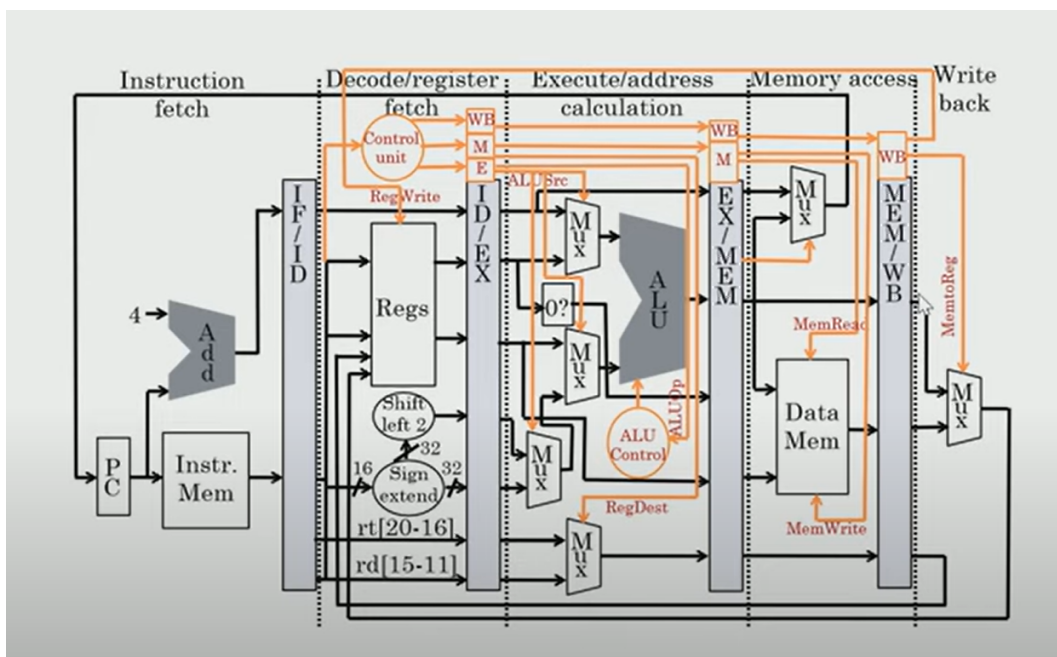 Instruction
fetch
Decode/register
fetch
Execute/address
calculation
Memory access
Write
back
Control
unit
WB
M
E
WB
M
WB
RegWrite
ALUSrc
IF/ID
ID/EX
EX/MEM
MEM/WB
Mux
Mux
Mux
Mux
Mux
Mux
4
Add
Regs
0?
ALU
ALUOp
ALU
Control
MemRead
MemtoReg
Data
Mem
MemWrite
RegDest
Shift
left 2
32
16
Sign
extend
32
PC
Instr.
Mem
rt[20-16]
rd[15-11]